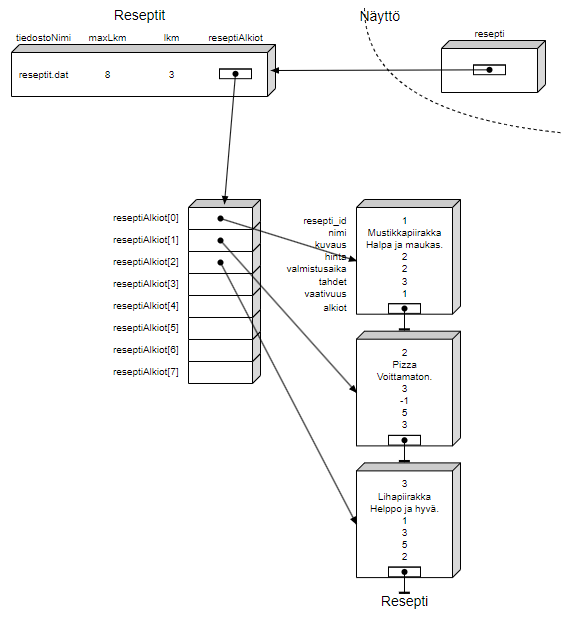 Reseptit
Näyttö
tiedostoNimi maxLkm lkm reseptiAlkiot
resepti
reseptit.dat 8 3
reseptiAlkiot[0]
reseptiAlkiot[1]
reseptiAlkiot[2]
reseptiAlkiot[3]
reseptiAlkiot[4]
reseptiAlkiot[5]
reseptiAlkiot[6]
reseptiAlkiot[7]
resepti_id 1
nimi Mustikkapiirakka
kuvaus Halpa ja maukas.
hinta 2
valmistusaika 2
tahdet 3
vaativuus 1
alkiot
2
Pizza
Voittamaton.
3
-1
5
3
3
Lihapiirakka
Helppo ja hyvä.
1
3
5
2
Resepti